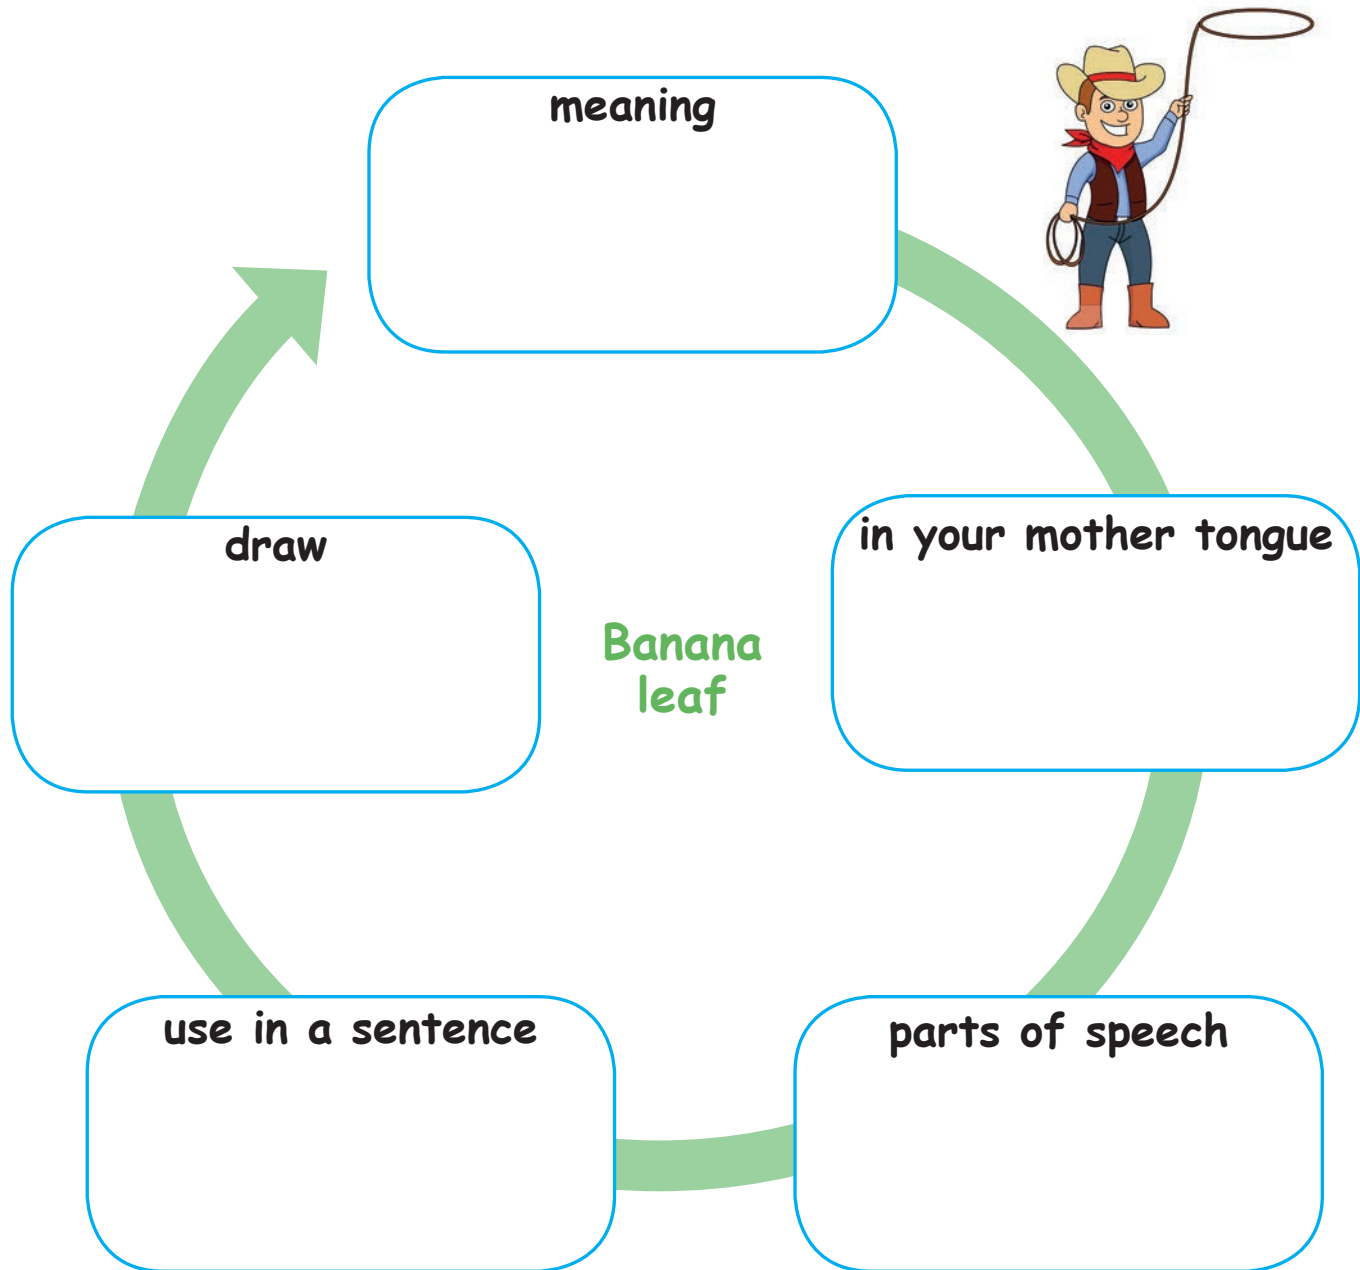 meaning
in your mother tongue
draw
Banana
leaf
use in a sentence
parts of speech